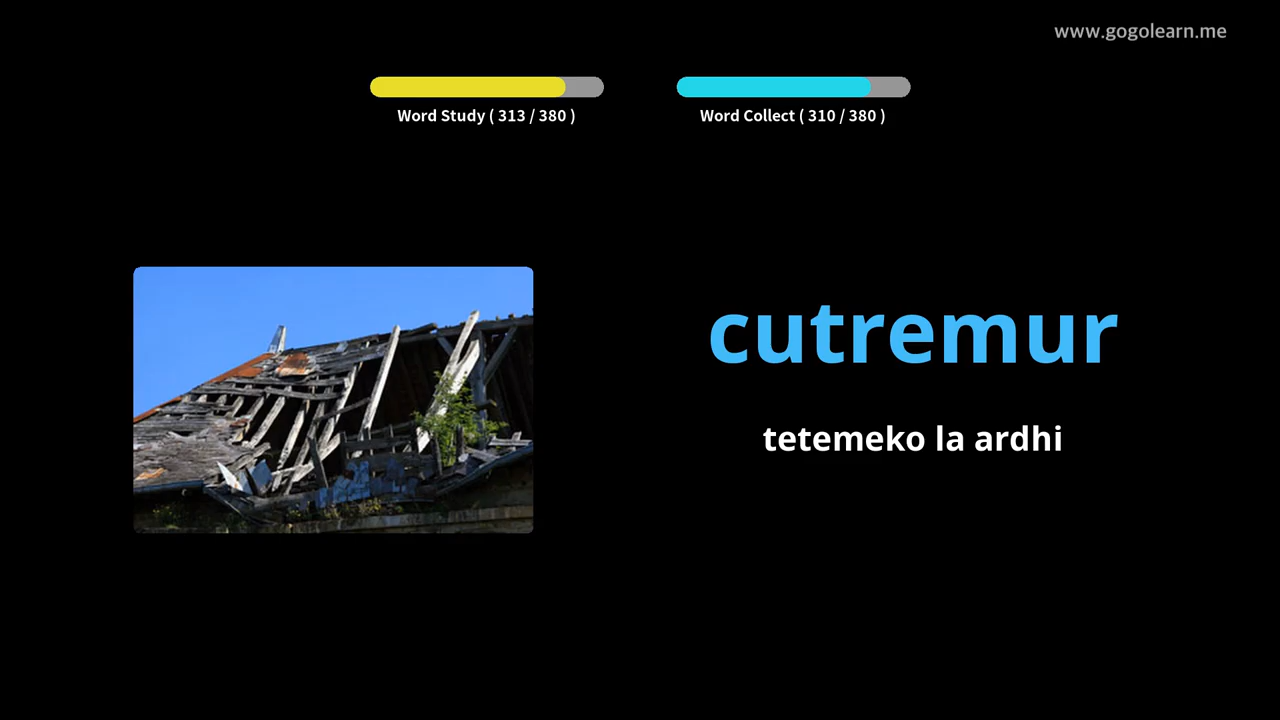 www.gogolearn.me
Word Study ( 313 / 380 )
Word Collect ( 310 / 380 )
cutremur
tetemeko la ardhi